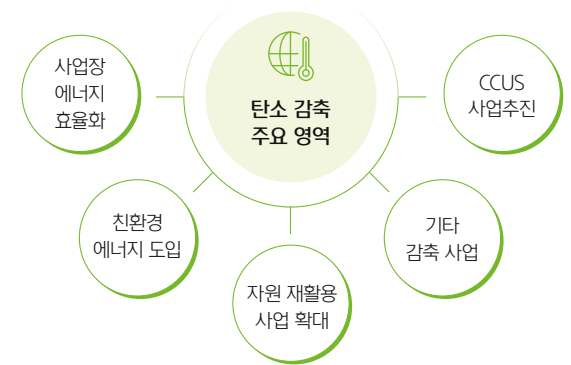 탄소 감축
주요 영역
사업장
에너지
효율화
친환경
에너지 도입
자원 재활용
사업 확대
기타
감축 사업
CCUS
사업추진